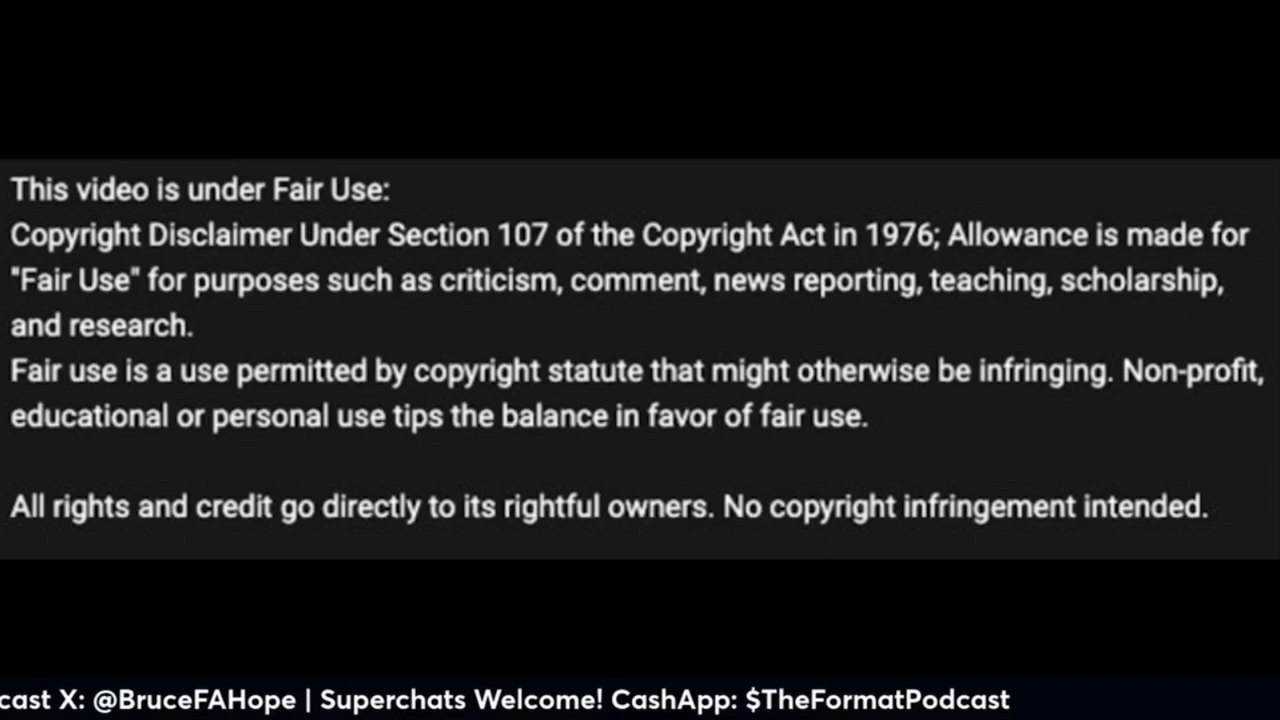 This video is under Fair Use:
Copyright Disclaimer Under Section 107 of the Copyright Act in 1976; Allowance is made for
"Fair Use" for purposes such as criticism, comment, news reporting, teaching, scholarship,
and research.
Fair use is a use permitted by copyright statute that might otherwise be infringing. Non-profit,
educational or personal use tips the balance in favor of fair use.
All rights and credit go directly to its rightful owners. No copyright infringement intended.
cast X: @BruceFAHope | Superchats Welcome! CashApp: $TheFormatPodcast